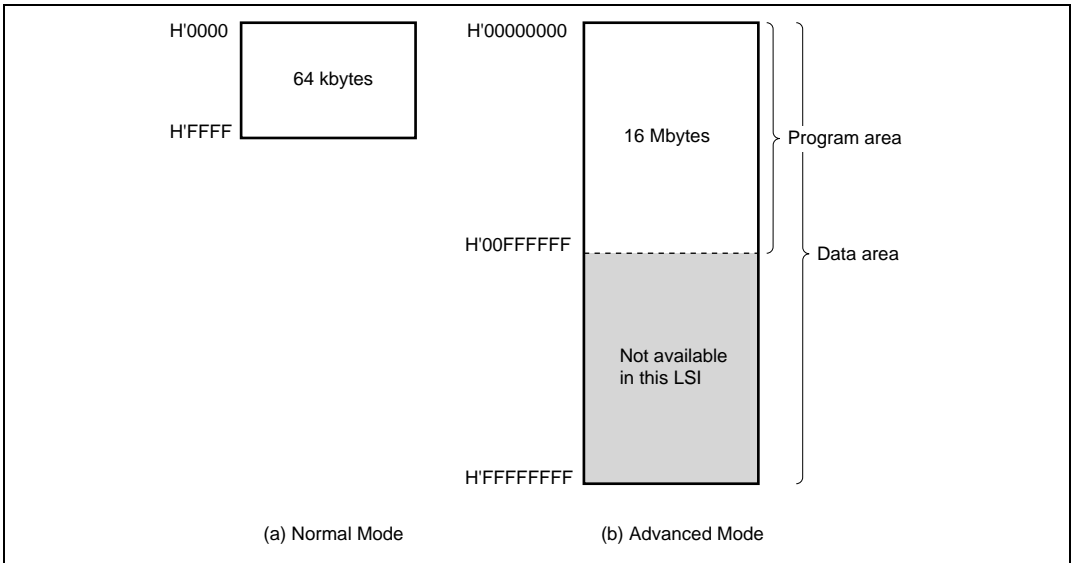 H'0000
64 kbytes
H'FFFF
(a) Normal Mode
H'00000000
16 Mbytes
Program area
H'00FFFFFF
Data area
Not available
in this LSI
H'FFFFFFFF
(b) Advanced Mode